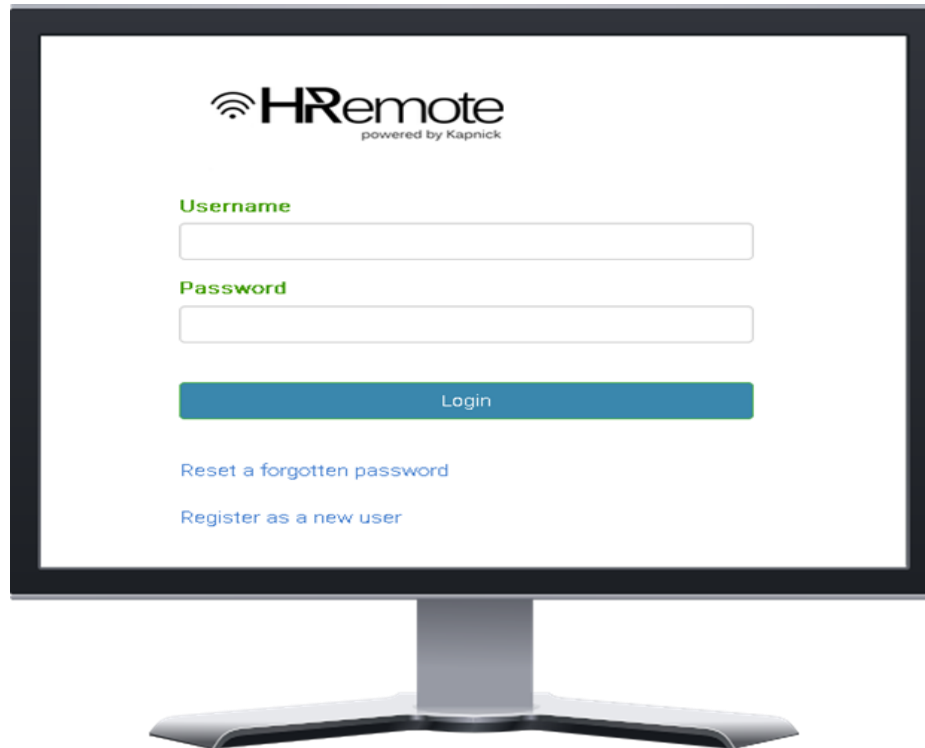 HRemote
powered by Kapnick
Username
Password
Login
Reset a forgotten password
Register as a new user